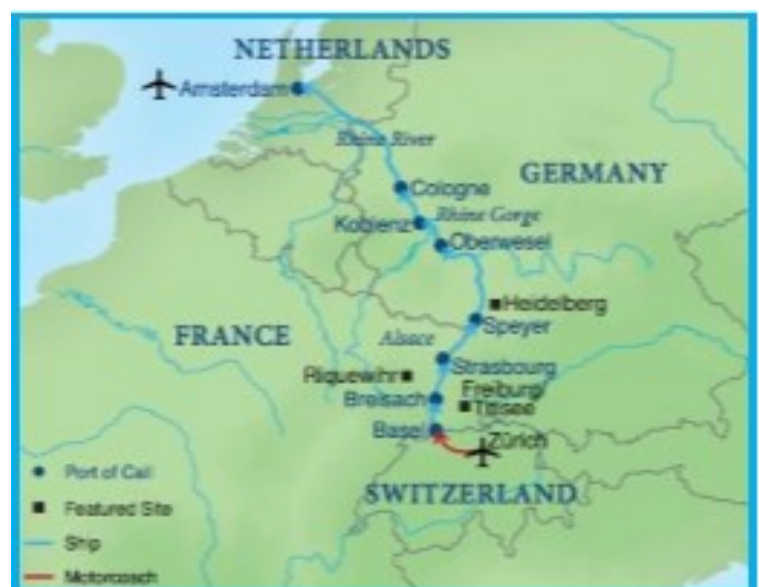 NETHERLANDS
Amsterdam
Rhine River
Cologne
GERMANY
Koblenz
Rhine Gorge
Oberwesel
Heidelberg
Speyer
FRANCE
Alsace
Strasbourg
Riquewihr
Freiburg
Breisach
Titisee
Basel
Zürich
Port of Call
SWITZERLAND
Featured Site
Ship
Motorcoach